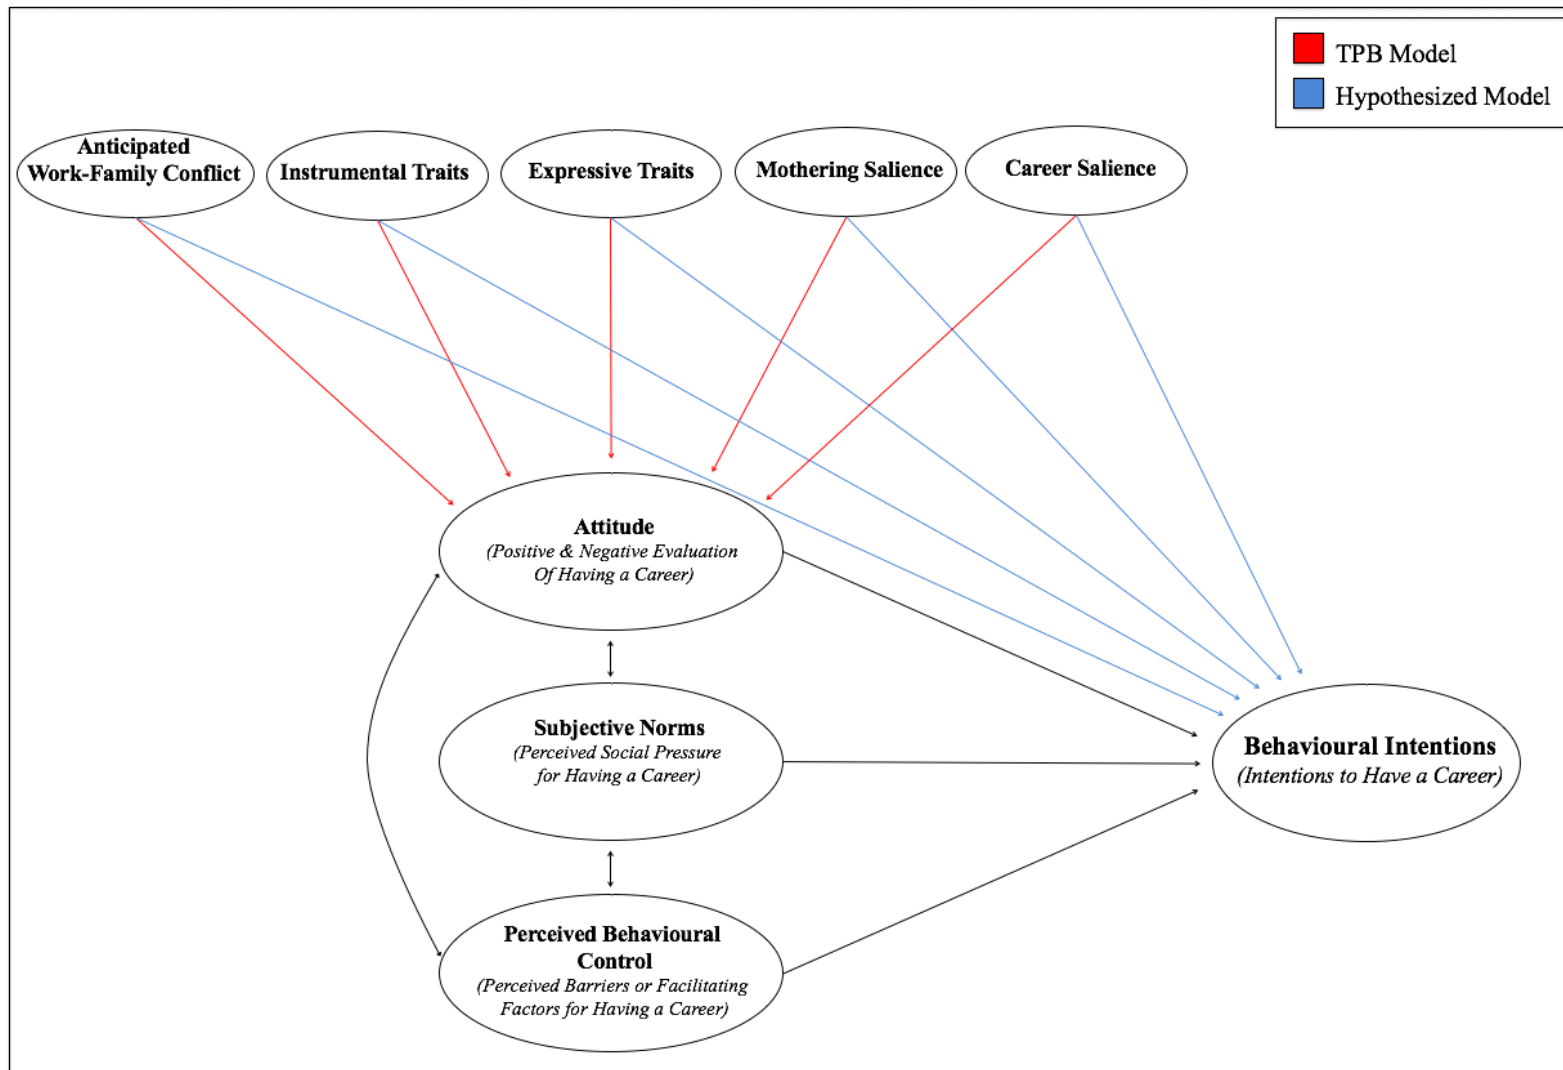 TPB Model
Hypothesized Model
Anticipated
Work-Family Conflict
Instrumental Traits
Expressive Traits
Mothering Salience
Career Salience
Attitude
(Positive & Negative Evaluation
Of Having a Career)
Subjective Norms
(Perceived Social Pressure
for Having a Career)
Behavioural Intentions
(Intentions to Have a Career)
Perceived Behavioural
Control
(Perceived Barriers or Facilitating
Factors for Having a Career)